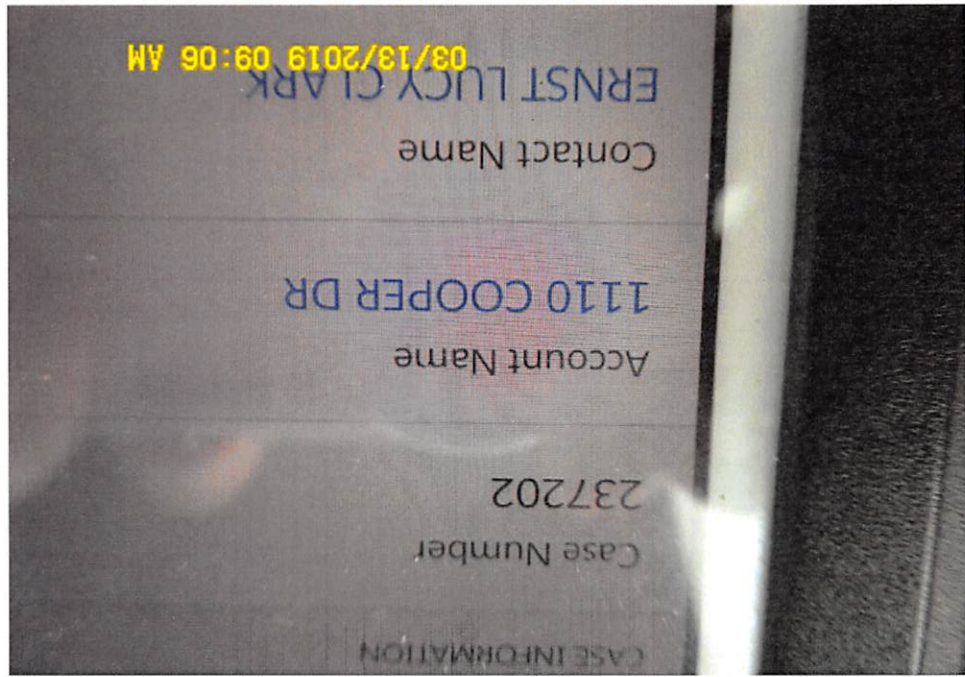 CASE INFORMATION
Case Number
237202
Account Name
1110 COOPER DR
Contact Name
ERNST LUCY CLARK
03/13/2019 09:06 AM